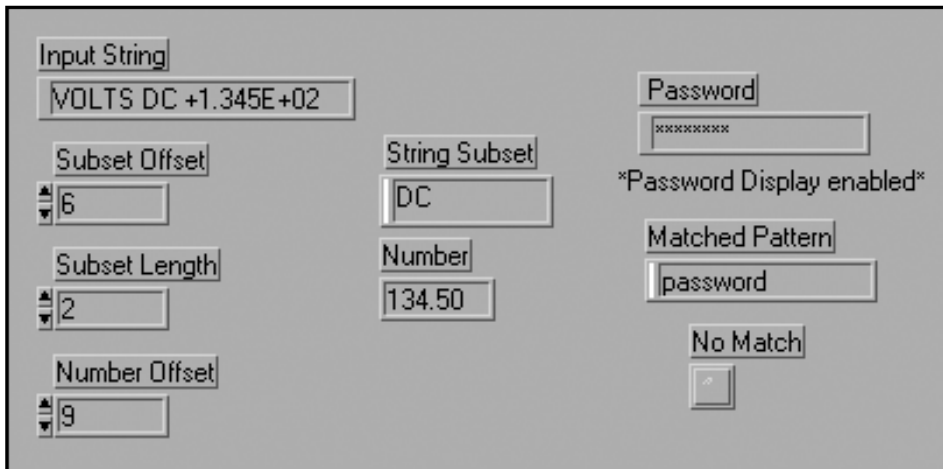 Input String
VOLTS DC +1.345E+02
Subset Offset
6
Subset Length
2
Number Offset
9
String Subset
DC
Number
134.50
Password
********
*Password Display enabled*
Matched Pattern
password
No Match